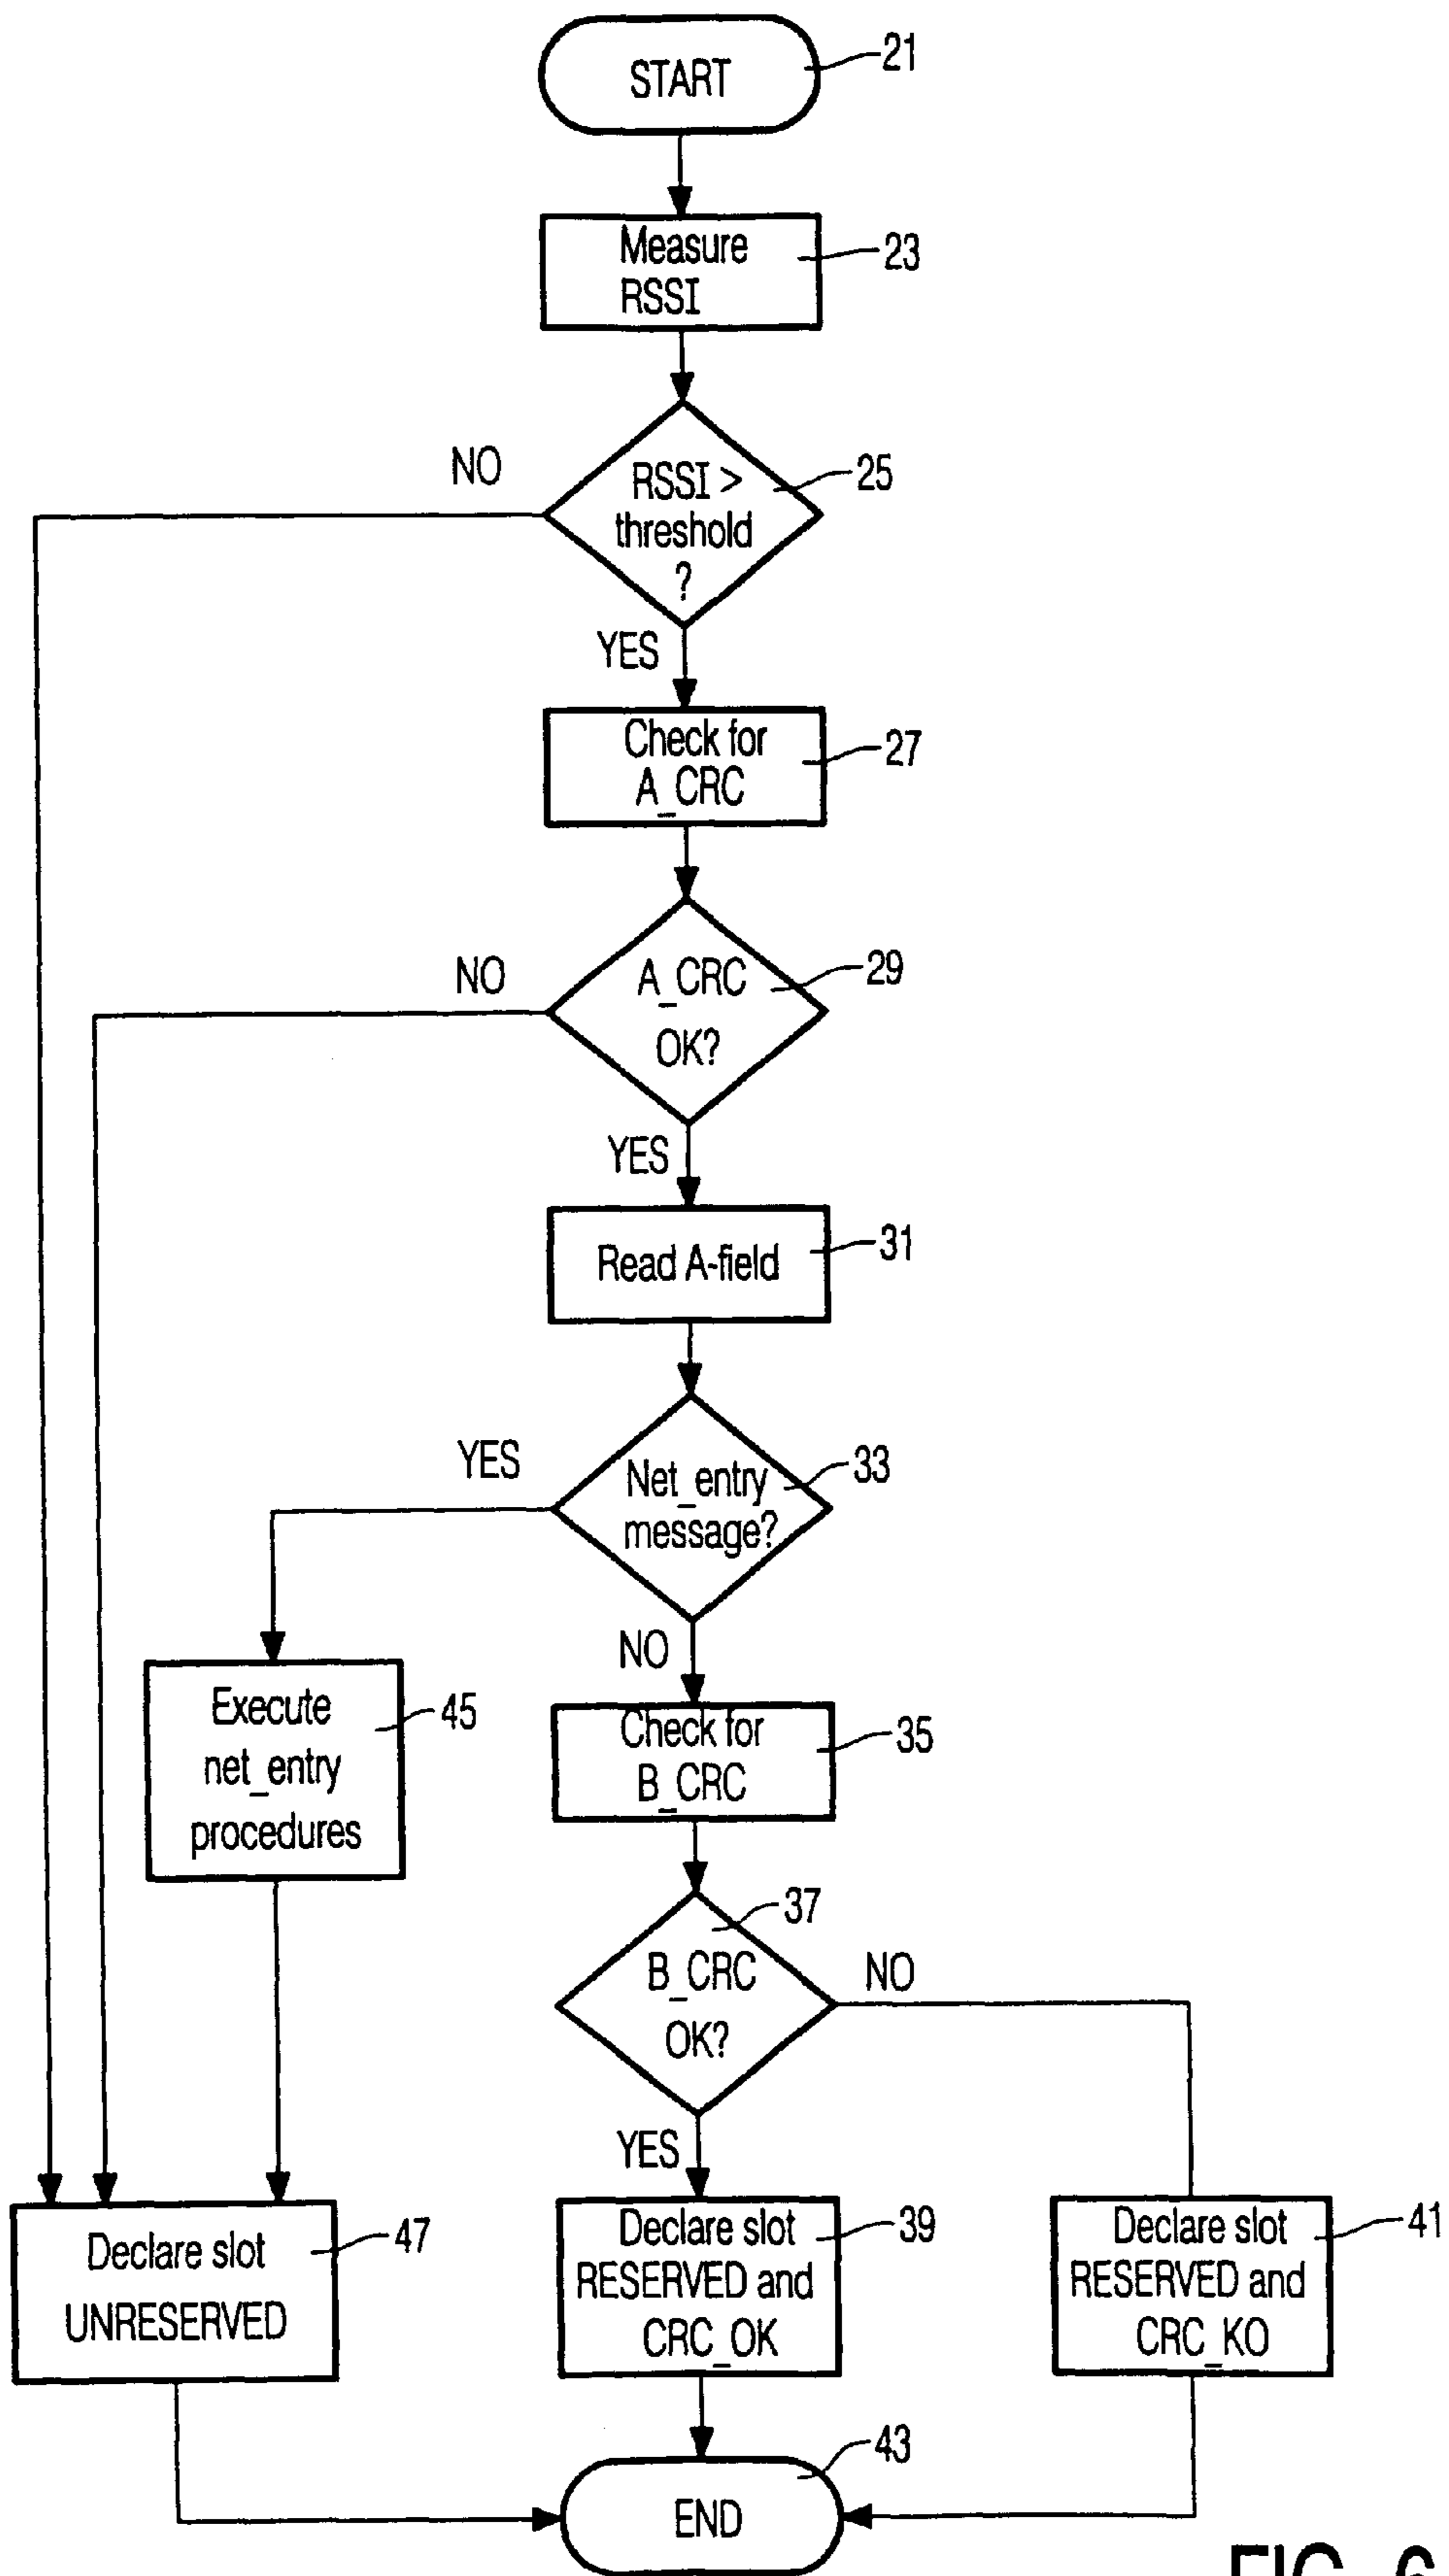 START
21
Measure
RSSI
23
NO
RSSI >
threshold
?
25
YES
Check for
A_CRC
27
NO
A_CRC
OK?
29
YES
Read A-field
31
YES
Net_entry
message?
33
NO
Execute
net_entry
procedures
45
Check for
B_CRC
35
37
B_CRC
OK?
NO
YES
Declare slot
UNRESERVED
47
Declare slot
RESERVED and
CRC_OK
39
Declare slot
RESERVED and
CRC_KO
41
43
END
FIG. 6